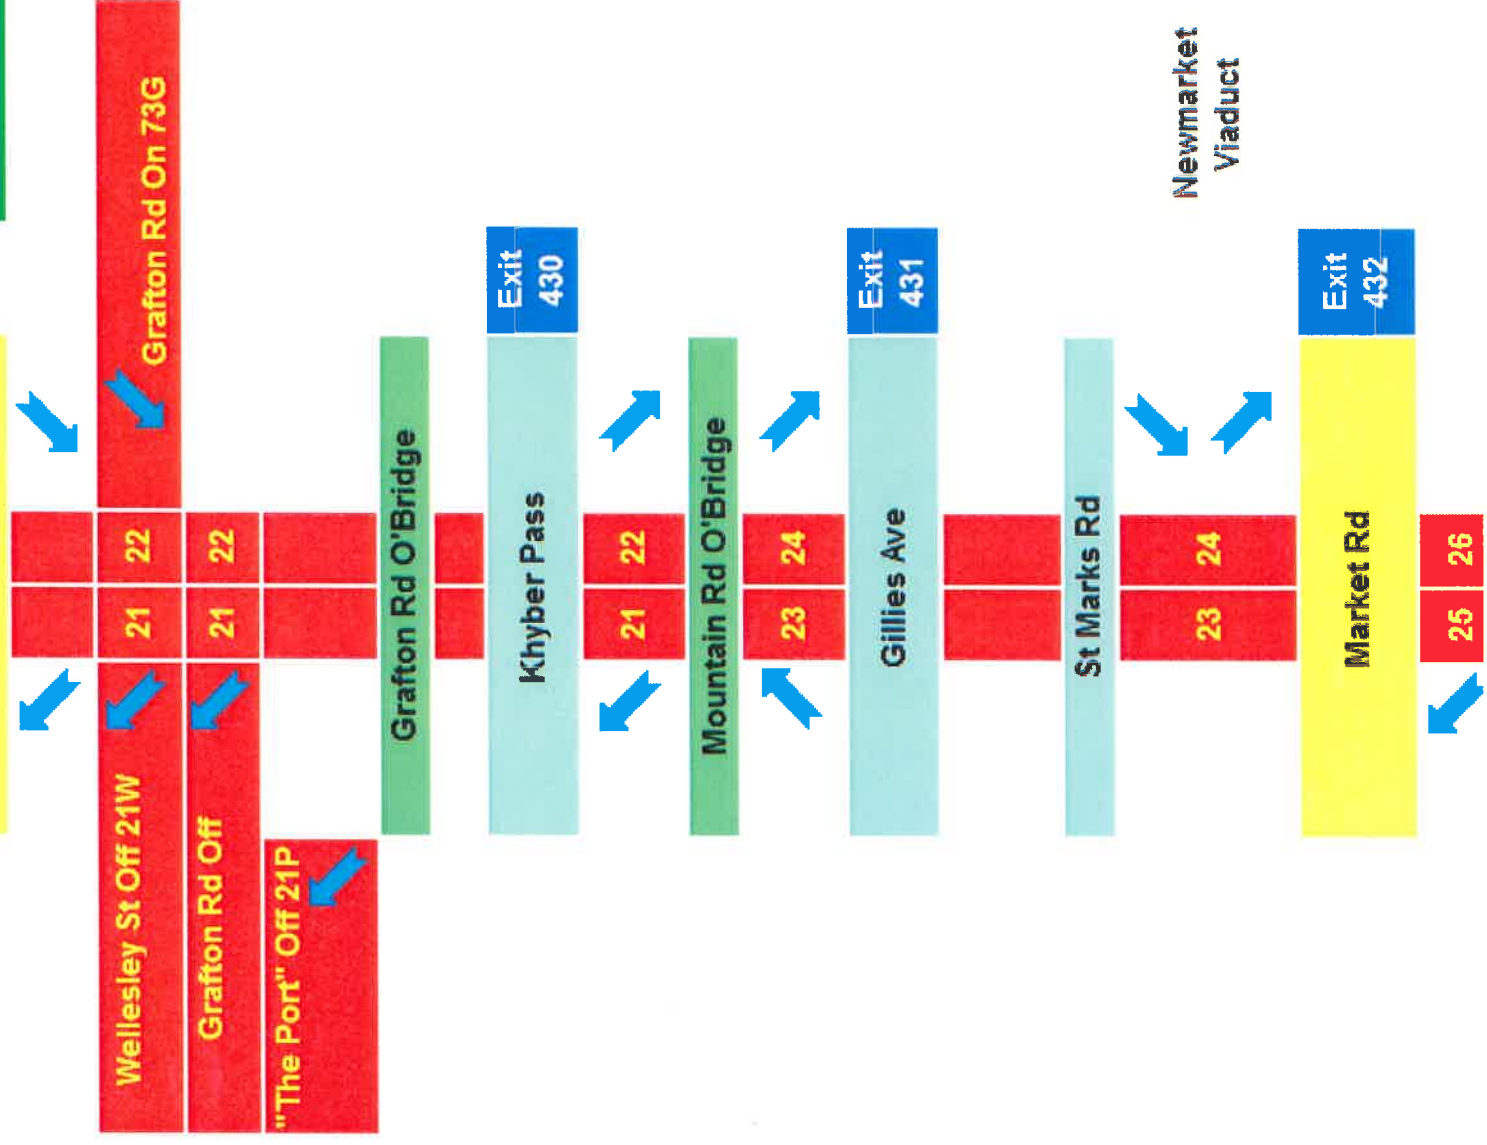 Wellesley St Off 21W
21
22
Grafton Rd On 73G
Grafton Rd Off
21
22
"The Port" Off 21P
Grafton Rd O'Bridge
Khyber Pass
Exit
430
21
22
Mountain Rd O'Bridge
23
24
Gillies Ave
Exit
431
St Marks Rd
Newmarket
Viaduct
23
24
Market Rd
Exit
432
25
26